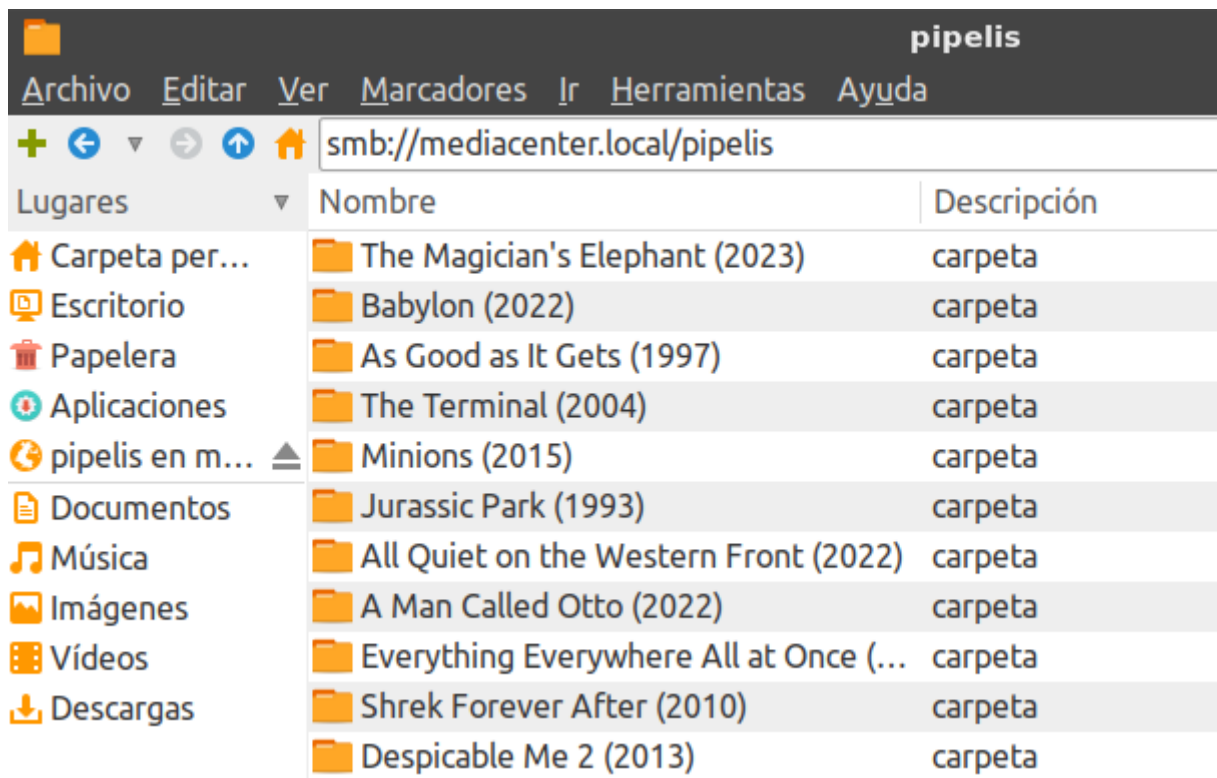 pipelis
Archivo Editar Ver Marcadores Ir Herramientas Ayuda
smb://mediacenter.local/pipelis
Lugares Nombre Descripción
Carpeta per... The Magician's Elephant (2023) carpeta
Escritorio Babylon (2022) carpeta
Papelera As Good as It Gets (1997) carpeta
Aplicaciones The Terminal (2004) carpeta
pipelis en m... Minions (2015) carpeta
Documentos Jurassic Park (1993) carpeta
Música All Quiet on the Western Front (2022) carpeta
Imágenes A Man Called Otto (2022) carpeta
Vídeos Everything Everywhere All at Once (... carpeta
Descargas Shrek Forever After (2010) carpeta
Despicable Me 2 (2013) carpeta